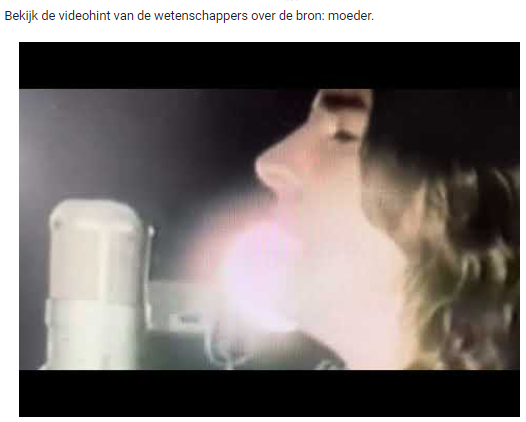 Bekijk de videohint van de wetenschappers over de bron: moeder.